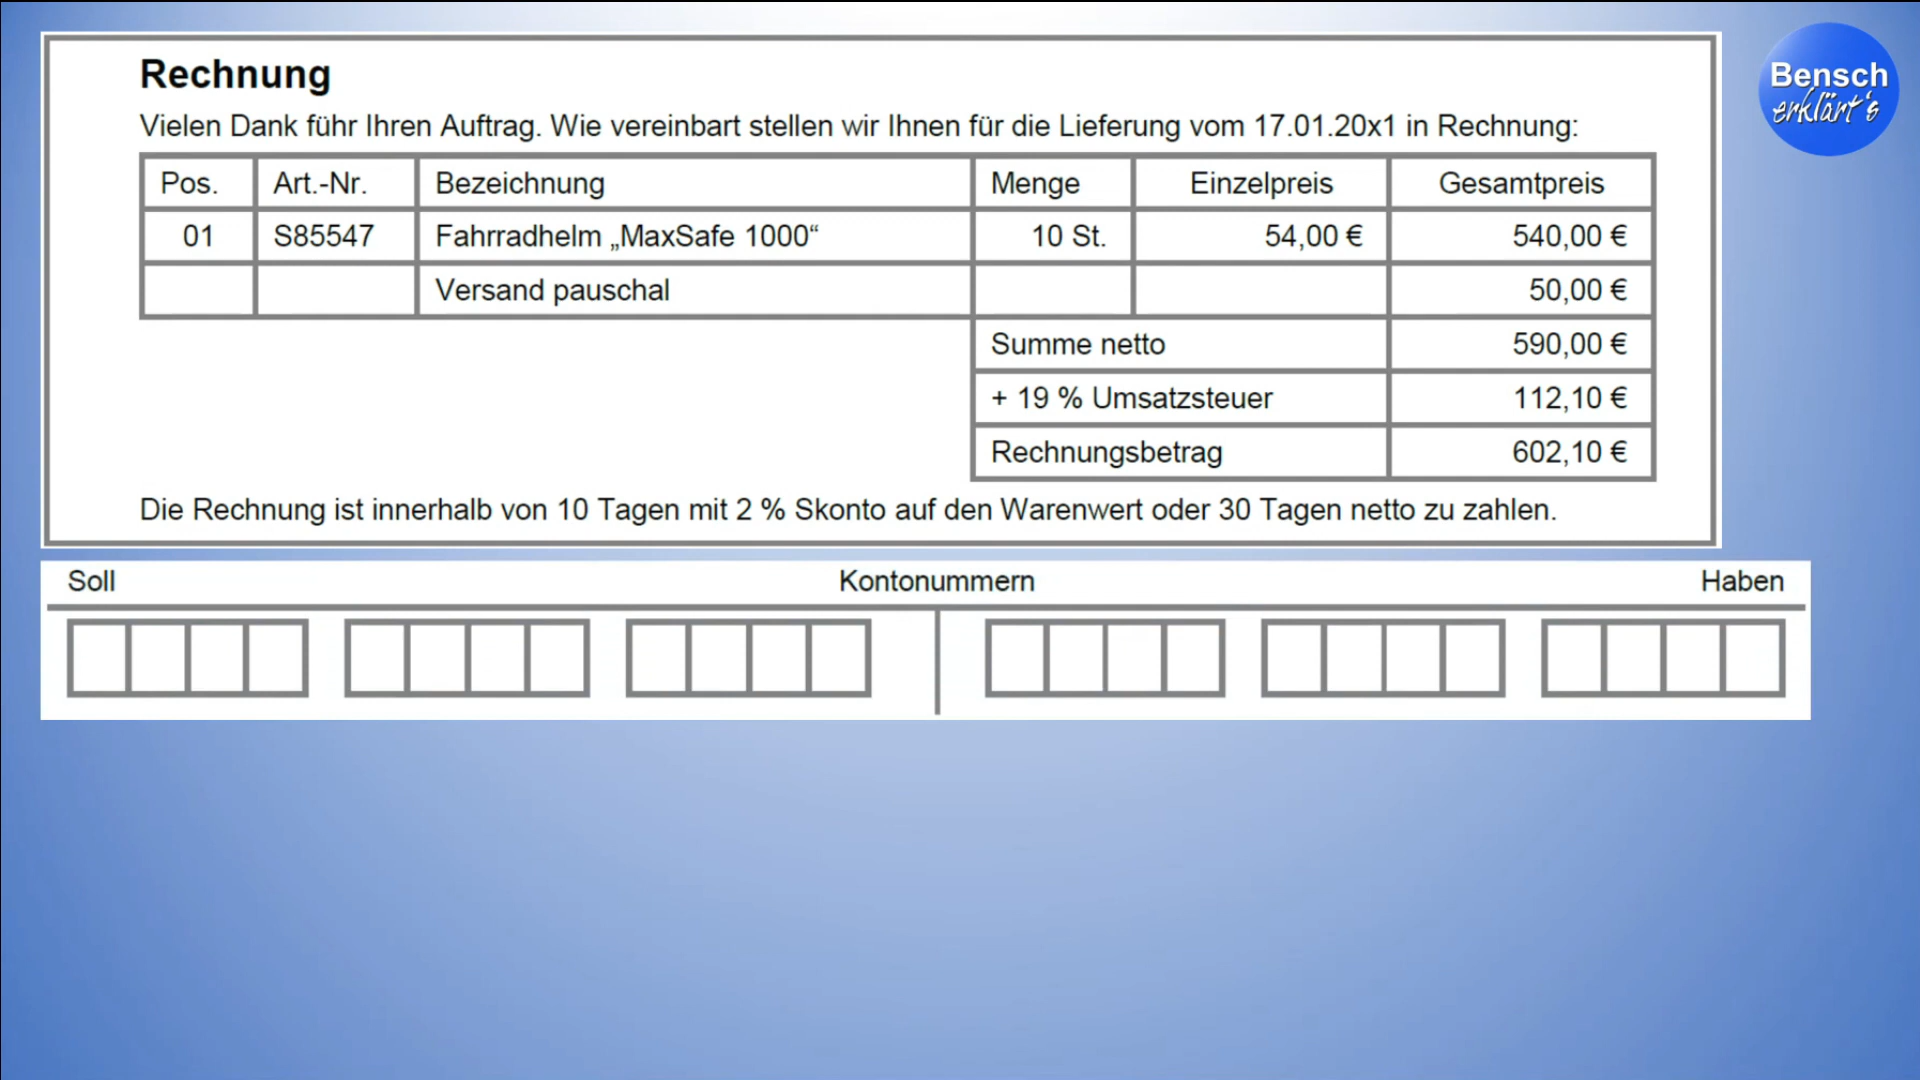 Rechnung
Bensch
erklärt's
Vielen Dank führ Ihren Auftrag. Wie vereinbart stellen wir Ihnen für die Lieferung vom 17.01.20x1 in Rechnung:
Pos. Art.-Nr. Bezeichnung Menge Einzelpreis Gesamtpreis
01 S85547 Fahrradhelm „MaxSafe 1000“ 10 St. 54,00 € 540,00 €
Versand pauschal 50,00 €
Summe netto 590,00 €
+ 19 % Umsatzsteuer 112,10 €
Rechnungsbetrag 602,10 €
Die Rechnung ist innerhalb von 10 Tagen mit 2 % Skonto auf den Warenwert oder 30 Tagen netto zu zahlen.
Soll Kontonummern Haben